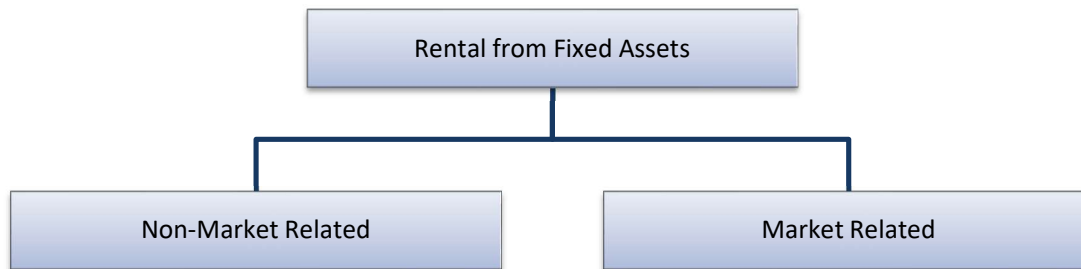 Rental from Fixed Assets
Non-Market Related
Market Related